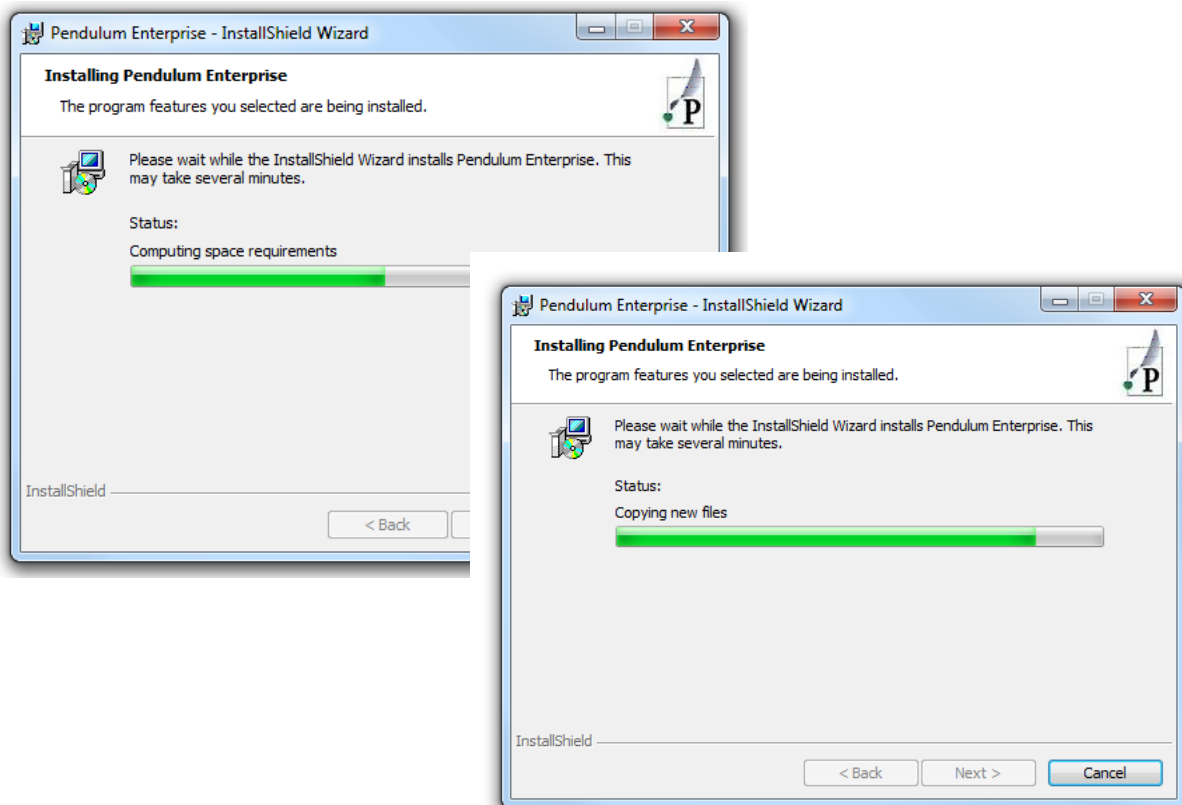 Pendulum Enterprise - InstallShield Wizard
Installing Pendulum Enterprise
The program features you selected are being installed.
P
Please wait while the InstallShield Wizard installs Pendulum Enterprise. This
may take several minutes.
Status:
Computing space requirements
InstallShield
< Back
Pendulum Enterprise - InstallShield Wizard
Installing Pendulum Enterprise
The program features you selected are being installed.
P
Please wait while the InstallShield Wizard installs Pendulum Enterprise. This
may take several minutes.
Status:
Copying new files
InstallShield
< Back Next > Cancel